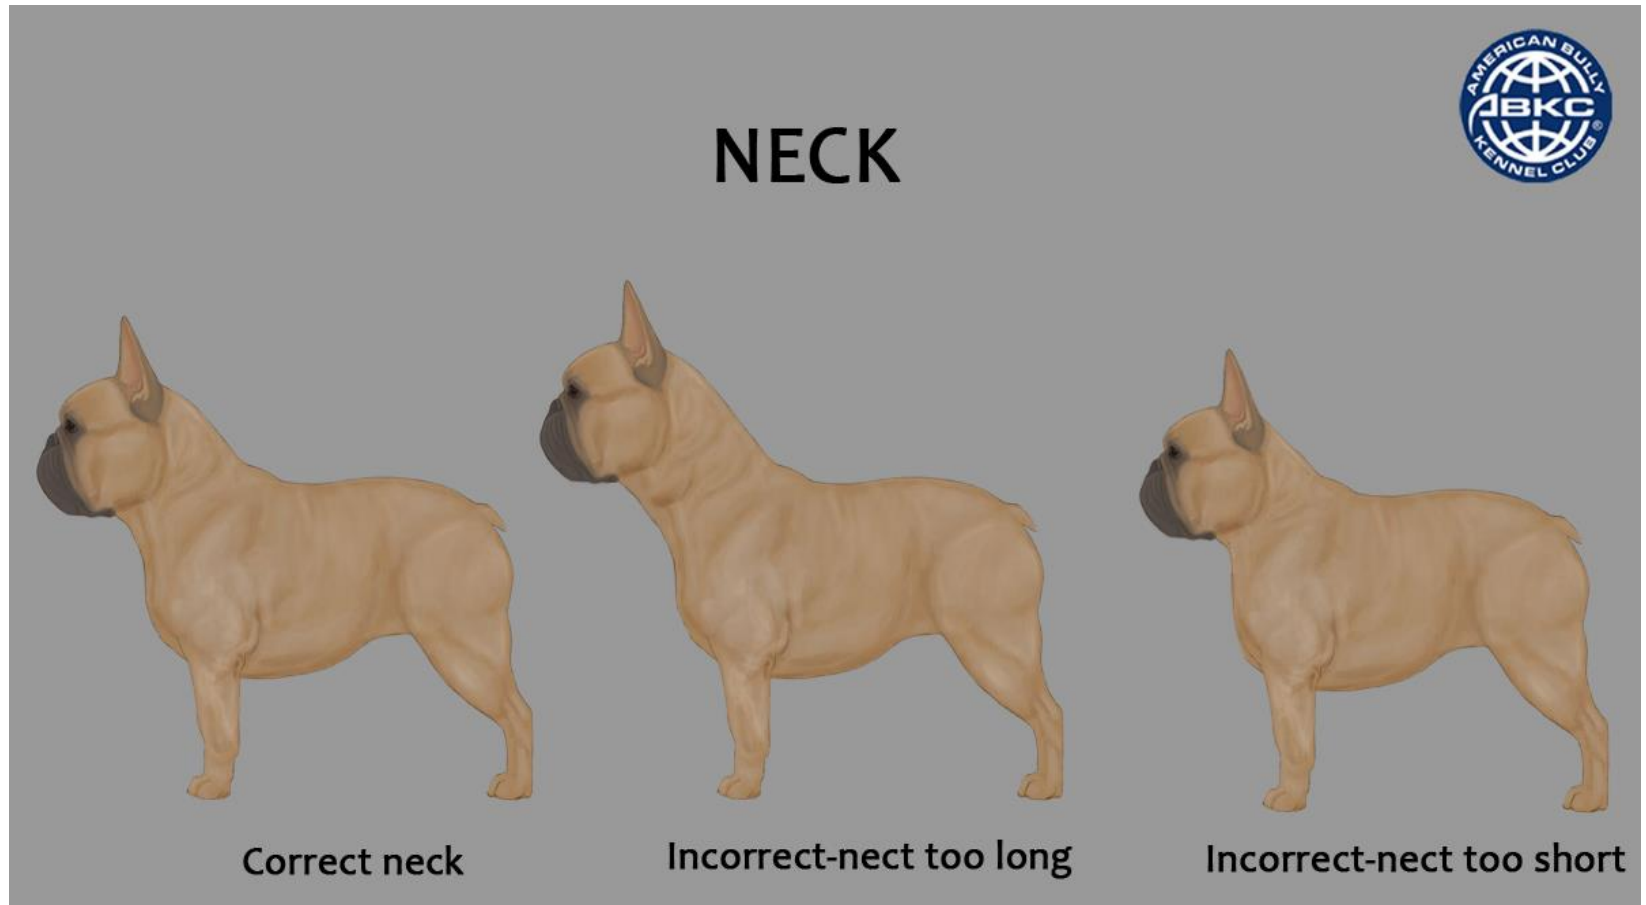 AMERICAN BULLY
ABKC
KENNEL CLUB®
NECK
Correct neck
Incorrect-nect too long
Incorrect-nect too short